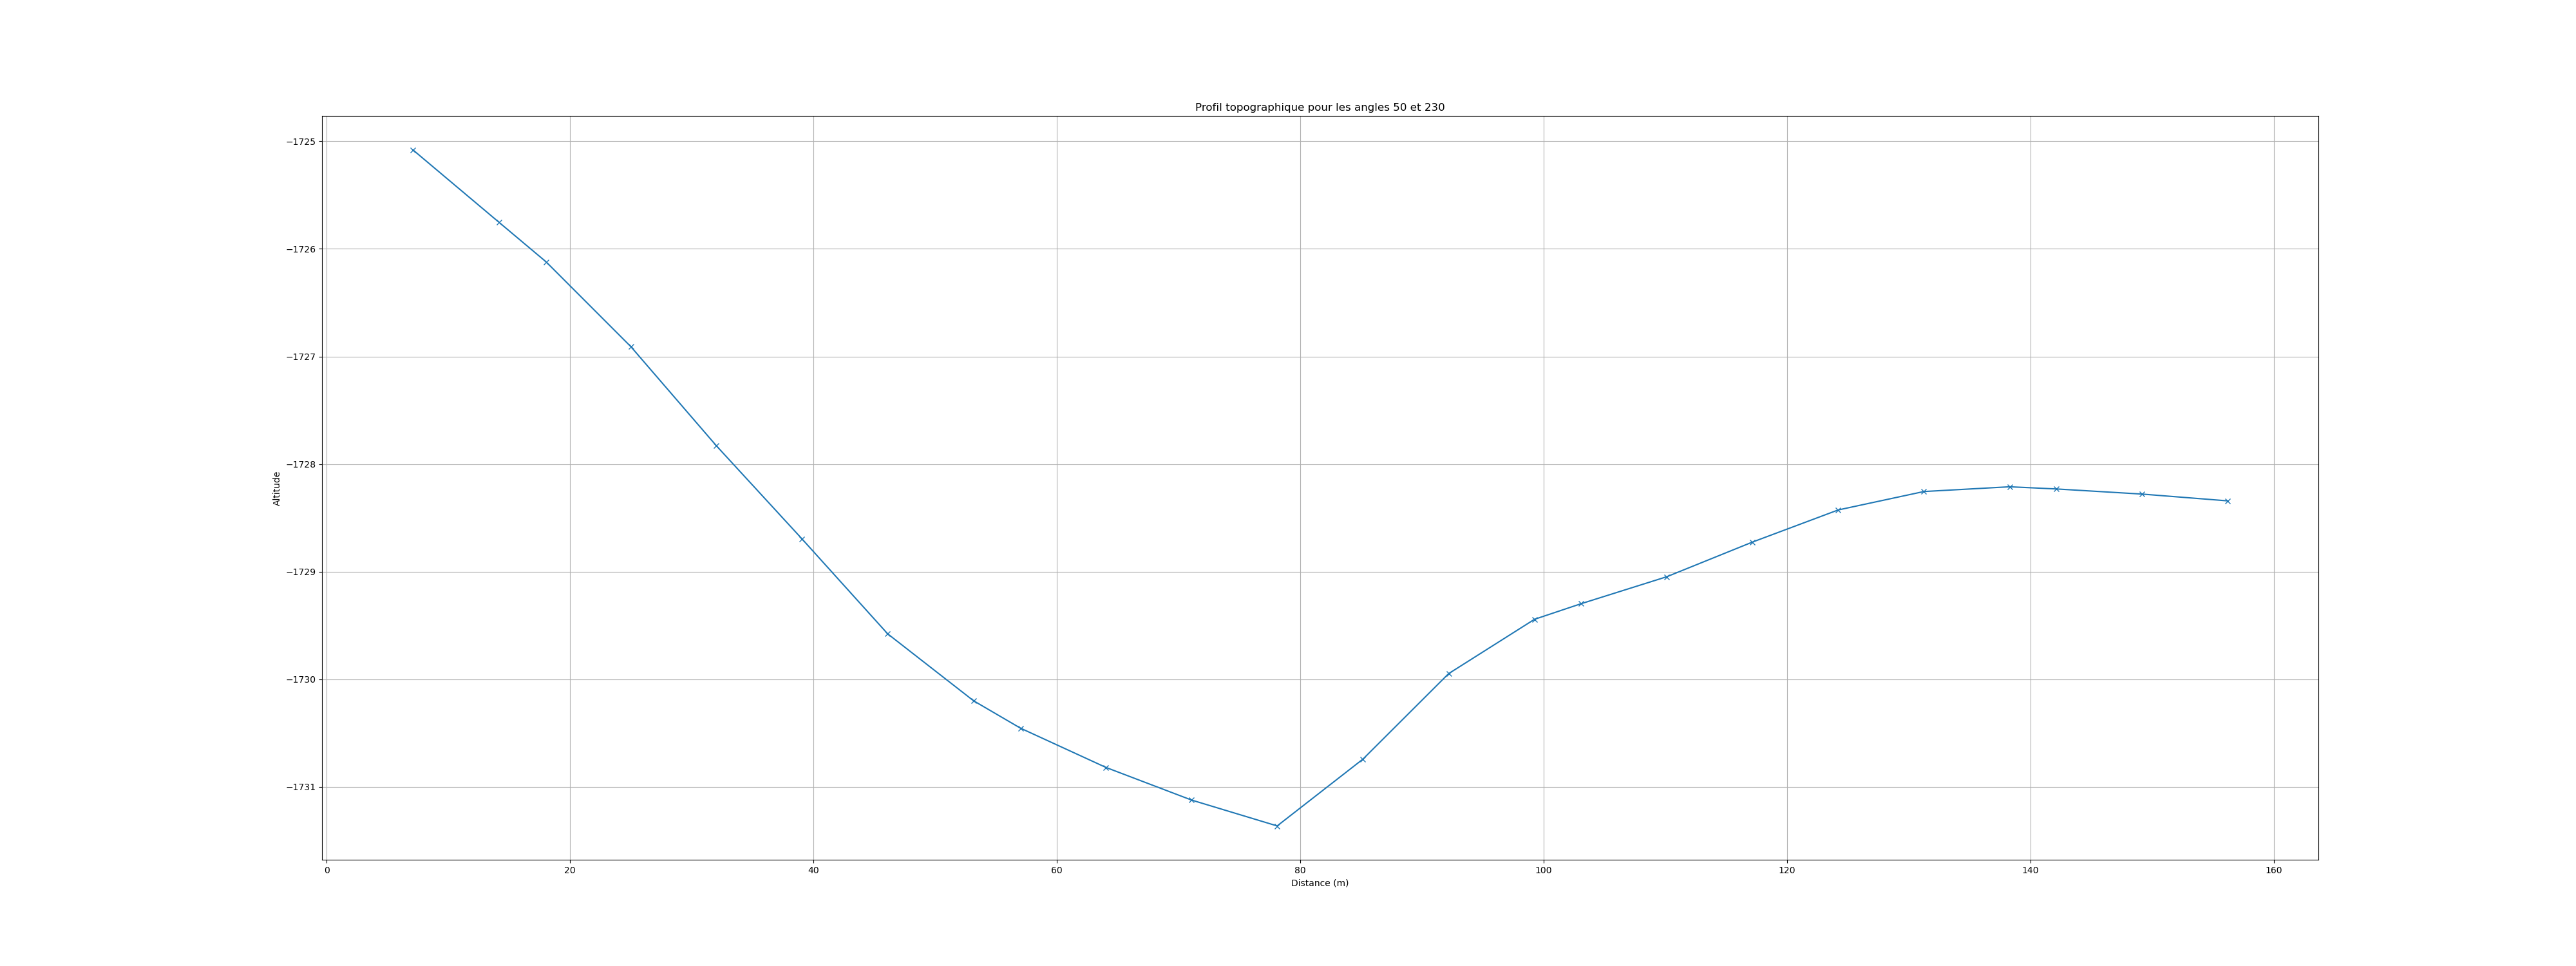 Profil topographique pour les angles 50 et 230
−1725
−1726
−1727
−1728
−1729
−1730
−1731
Altitude
0 20 40 60 80 100 120 140 160
Distance (m)